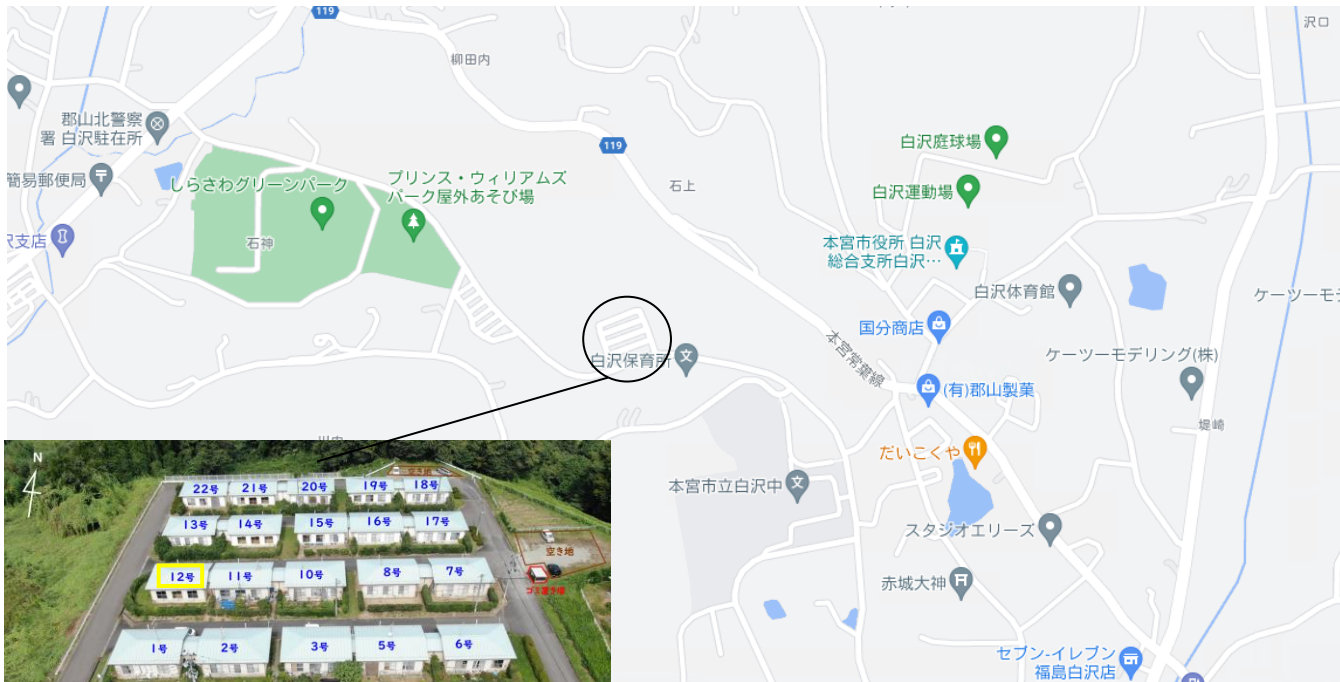 119
沢口
柳田内
郡山北警察
署 白沢駐在所
119
白沢庭球場
簡易郵便局
しらさわグリーンパーク
プリンス・ウィリアムズ
パーク屋外あそび場
石上
白沢運動場
沢支店
石神
本宮市役所 白沢
総合支所白沢…
白沢体育館
ケーツーモデ
国分商店
本宮常葉線
白沢保育所
ケーツーモデリング(株)
(有)郡山製菓
堤崎
だいこくや
本宮市立白沢中
スタジオエリーズ
赤城大神
セブン-イレブン
福島白沢店
N
空き地
22号 21号 20号 19号 18号
13号 14号 15号 16号 17号
空き地
12号 11号 10号 8号 7号
ゴミ置き場
1号 2号 3号 5号 6号